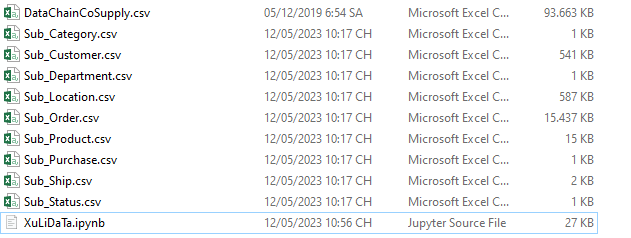 DataChainCoSupply.csv 05/12/2019 6:54 SA Microsoft Excel C... 93.663 KB
Sub_Category.csv 12/05/2023 10:17 CH Microsoft Excel C... 1 KB
Sub_Customer.csv 12/05/2023 10:17 CH Microsoft Excel C... 541 KB
Sub_Department.csv 12/05/2023 10:17 CH Microsoft Excel C... 1 KB
Sub_Location.csv 12/05/2023 10:17 CH Microsoft Excel C... 587 KB
Sub_Order.csv 12/05/2023 10:17 CH Microsoft Excel C... 15.437 KB
Sub_Product.csv 12/05/2023 10:17 CH Microsoft Excel C... 15 KB
Sub_Purchase.csv 12/05/2023 10:17 CH Microsoft Excel C... 1 KB
Sub_Ship.csv 12/05/2023 10:17 CH Microsoft Excel C... 2 KB
Sub_Status.csv 12/05/2023 10:17 CH Microsoft Excel C... 1 KB
XuLiDaTa.ipynb 12/05/2023 10:56 CH Jupyter Source File 27 KB